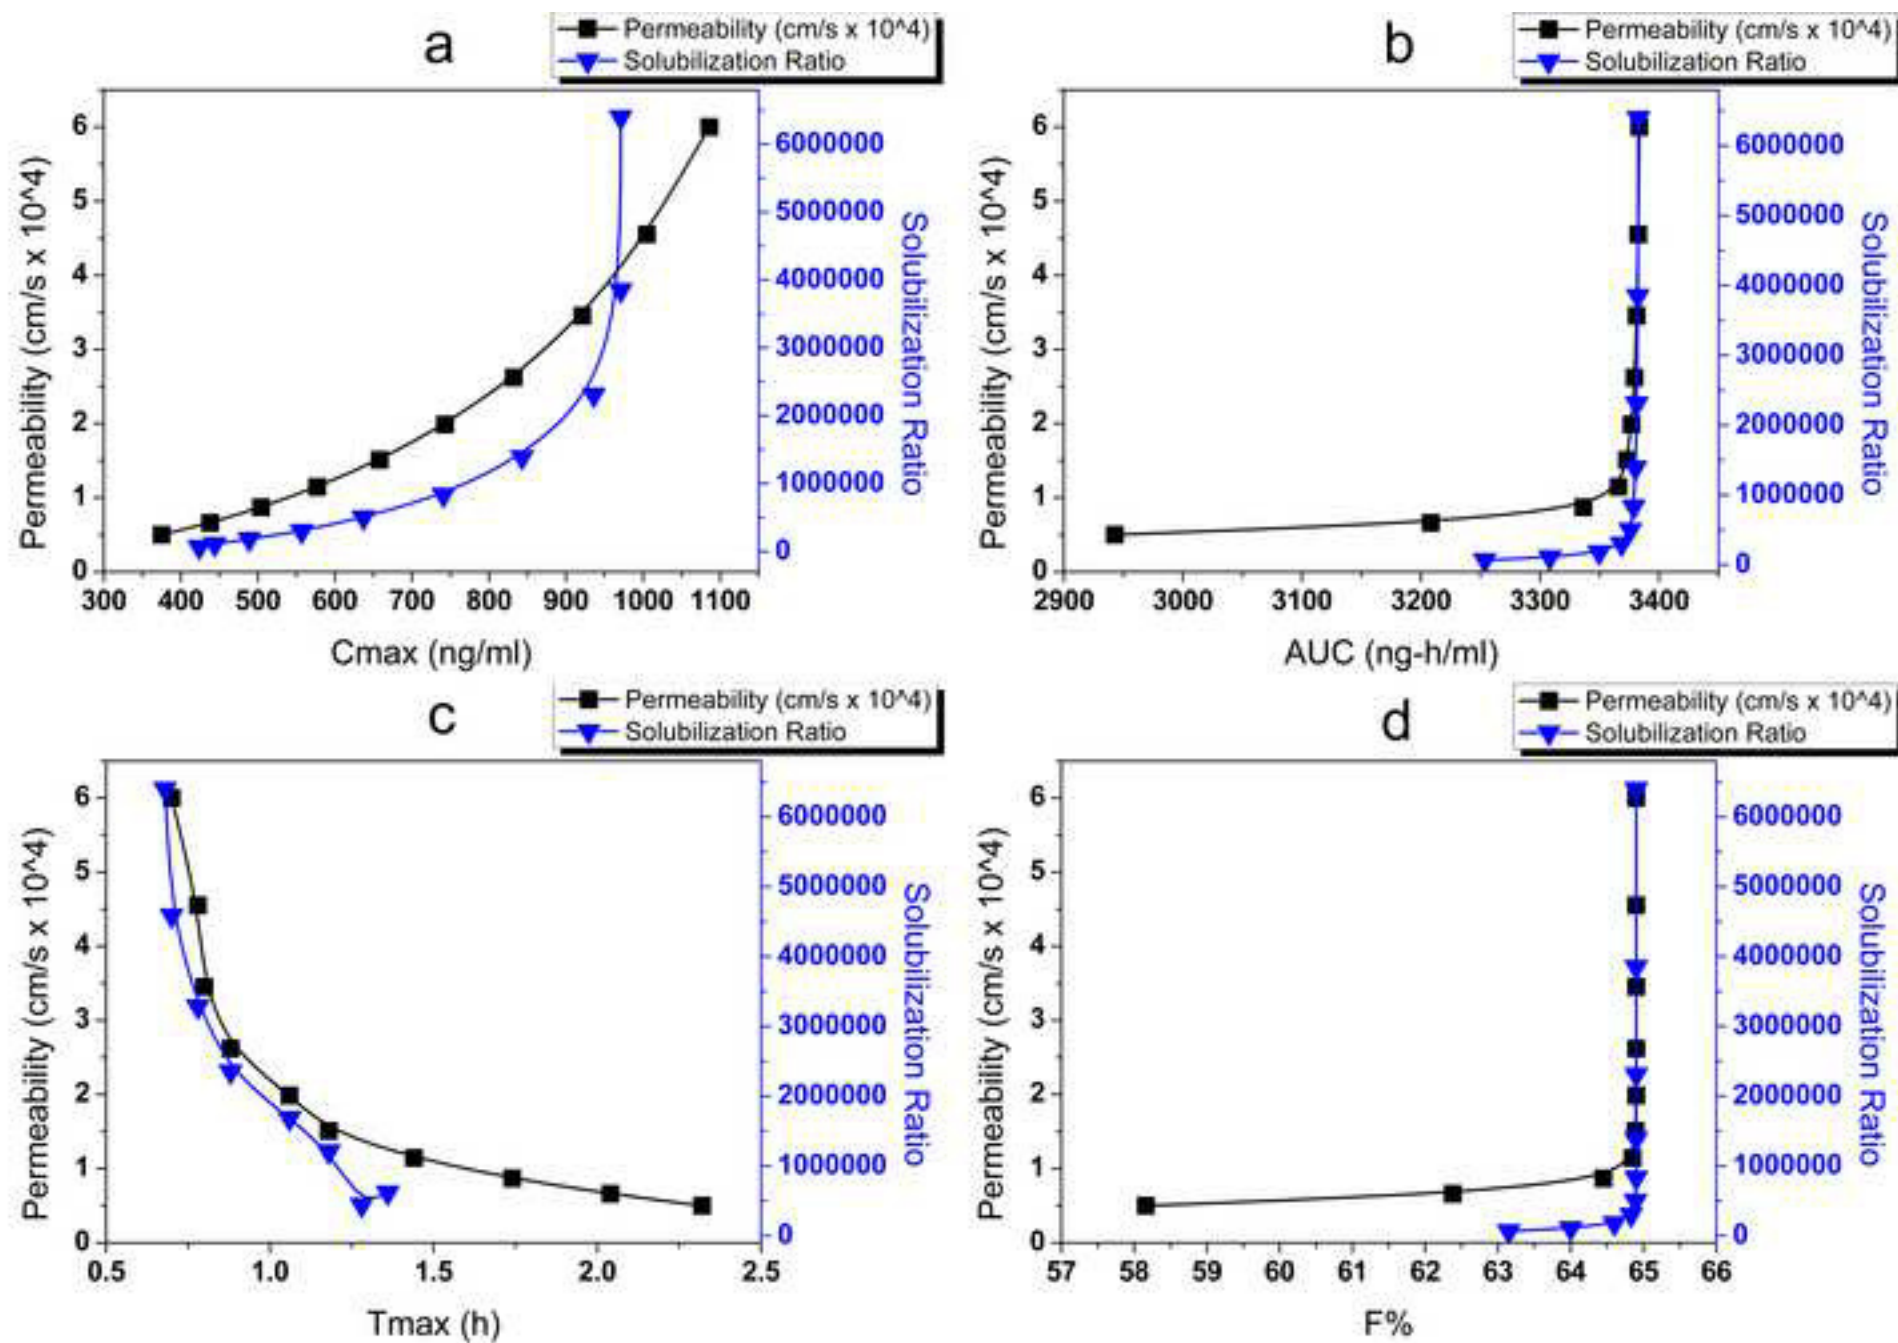 a
Permeability (cm/s x 10^4)
Solubilization Ratio
Permeability (cm/s x 10^4)
6
5
4
3
2
1
0
6000000
5000000
4000000
3000000
2000000
1000000
0
Solubilization Ratio
300 400 500 600 700 800 900 1000 1100
Cmax (ng/ml)
b
Permeability (cm/s x 10^4)
Solubilization Ratio
Permeability (cm/s x 10^4)
6
5
4
3
2
1
0
6000000
5000000
4000000
3000000
2000000
1000000
0
Solubilization Ratio
2900 3000 3100 3200 3300 3400
AUC (ng-h/ml)
c
Permeability (cm/s x 10^4)
Solubilization Ratio
Permeability (cm/s x 10^4)
6
5
4
3
2
1
0
6000000
5000000
4000000
3000000
2000000
1000000
0
Solubilization Ratio
0.5 1.0 1.5 2.0 2.5
Tmax (h)
d
Permeability (cm/s x 10^4)
Solubilization Ratio
Permeability (cm/s x 10^4)
6
5
4
3
2
1
0
6000000
5000000
4000000
3000000
2000000
1000000
0
Solubilization Ratio
57 58 59 60 61 62 63 64 65 66
F%